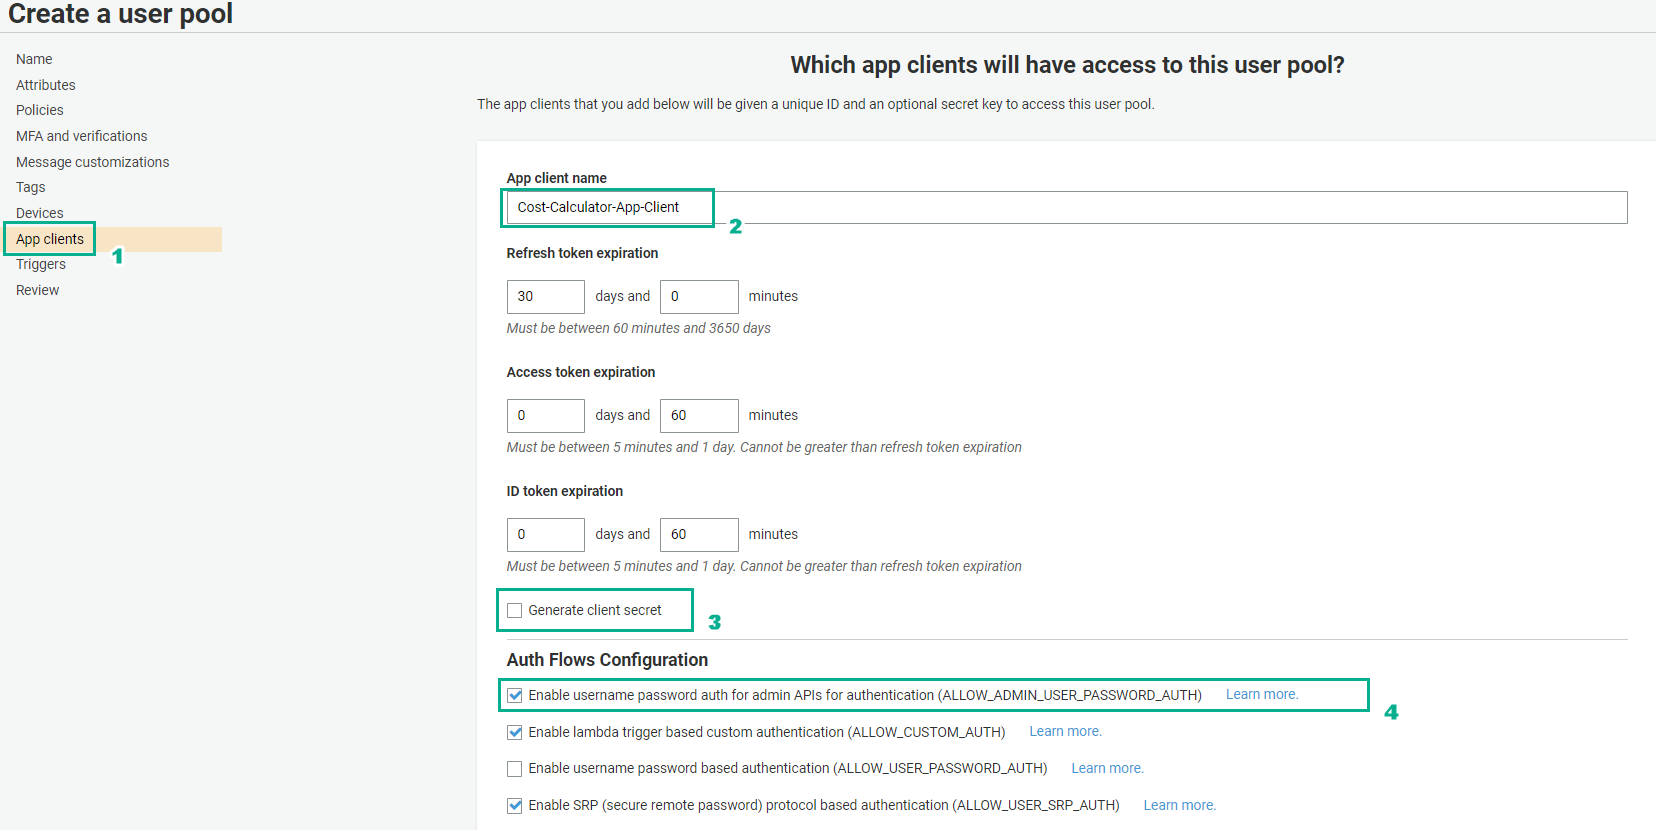 Create a user pool
Name
Attributes
Policies
MFA and verifications
Message customizations
Tags
Devices
App clients
1
Triggers
Review
Which app clients will have access to this user pool?
The app clients that you add below will be given a unique ID and an optional secret key to access this user pool.
App client name
Cost-Calculator-App-Client
2
Refresh token expiration
30 days and 0 minutes
Must be between 60 minutes and 3650 days
Access token expiration
0 days and 60 minutes
Must be between 5 minutes and 1 day. Cannot be greater than refresh token expiration
ID token expiration
0 days and 60 minutes
Must be between 5 minutes and 1 day. Cannot be greater than refresh token expiration
Generate client secret
3
Auth Flows Configuration
Enable username password auth for admin APIs for authentication (ALLOW_ADMIN_USER_PASSWORD_AUTH) Learn more.
4
Enable lambda trigger based custom authentication (ALLOW_CUSTOM_AUTH) Learn more.
Enable username password based authentication (ALLOW_USER_PASSWORD_AUTH) Learn more.
Enable SRP (secure remote password) protocol based authentication (ALLOW_USER_SRP_AUTH) Learn more.